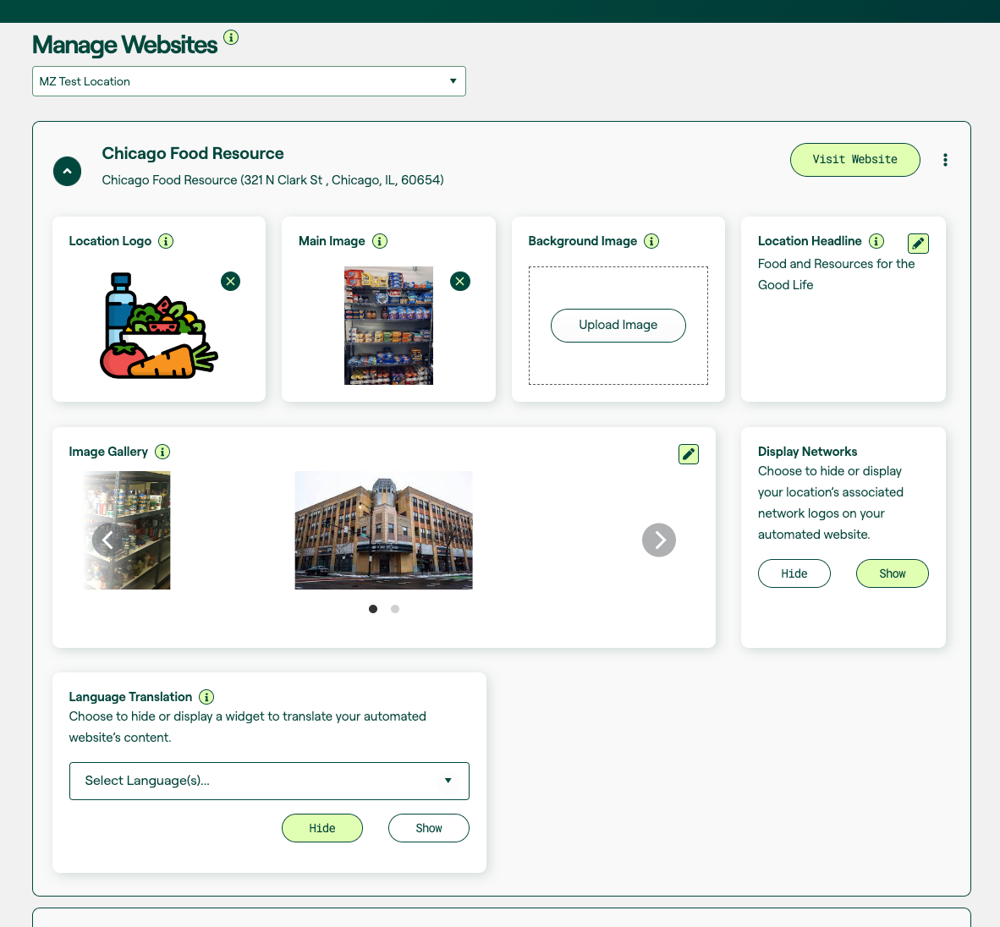 Manage Websites
MZ Test Location
Chicago Food Resource
Visit Website
Chicago Food Resource (321 N Clark St , Chicago, IL, 60654)
Location Logo
Main Image
Background Image
Upload Image
Location Headline
Food and Resources for the
Good Life
Image Gallery
Display Networks
Choose to hide or display
your location's associated
network logos on your
automated website.
Hide
Show
Language Translation
Choose to hide or display a widget to translate your automated
website's content.
Select Language(s)...
Hide
Show